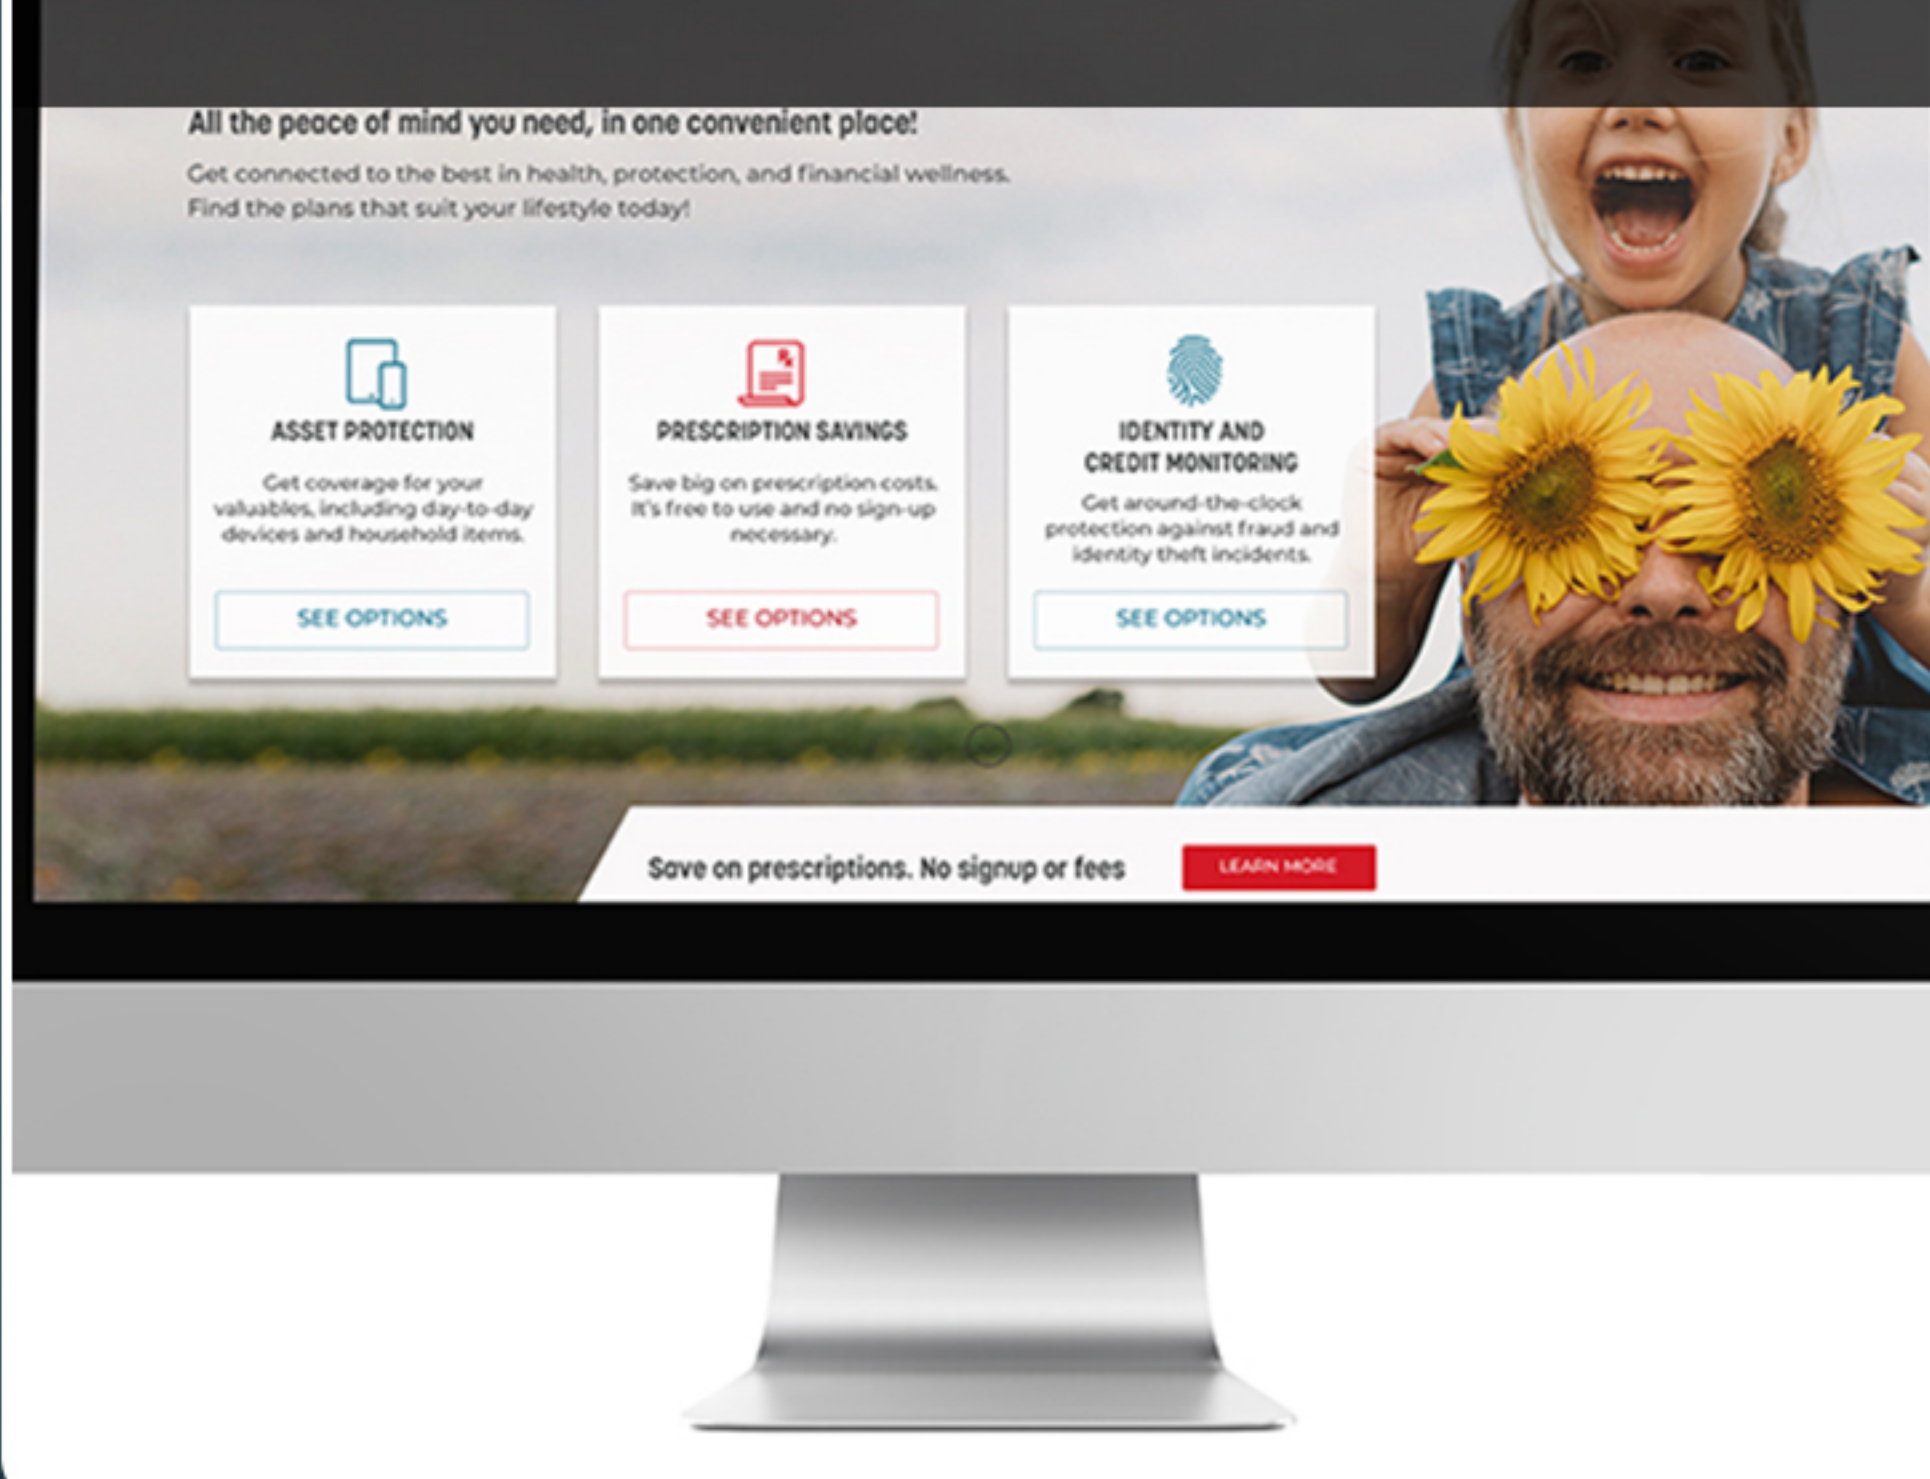 All the peace of mind you need, in one convenient place!
Get connected to the best in health, protection, and financial wellness.
Find the plans that suit your lifestyle today!
ASSET PROTECTION
Get coverage for your
valuables, including day-to-day
devices and household items.
SEE OPTIONS
PRESCRIPTION SAVINGS
Save big on prescription costs.
It's free to use and no sign-up
necessary.
SEE OPTIONS
IDENTITY AND
CREDIT MONITORING
Get around-the-clock
protection against fraud and
identity theft incidents.
SEE OPTIONS
Save on prescriptions. No signup or fees
LEARN MORE